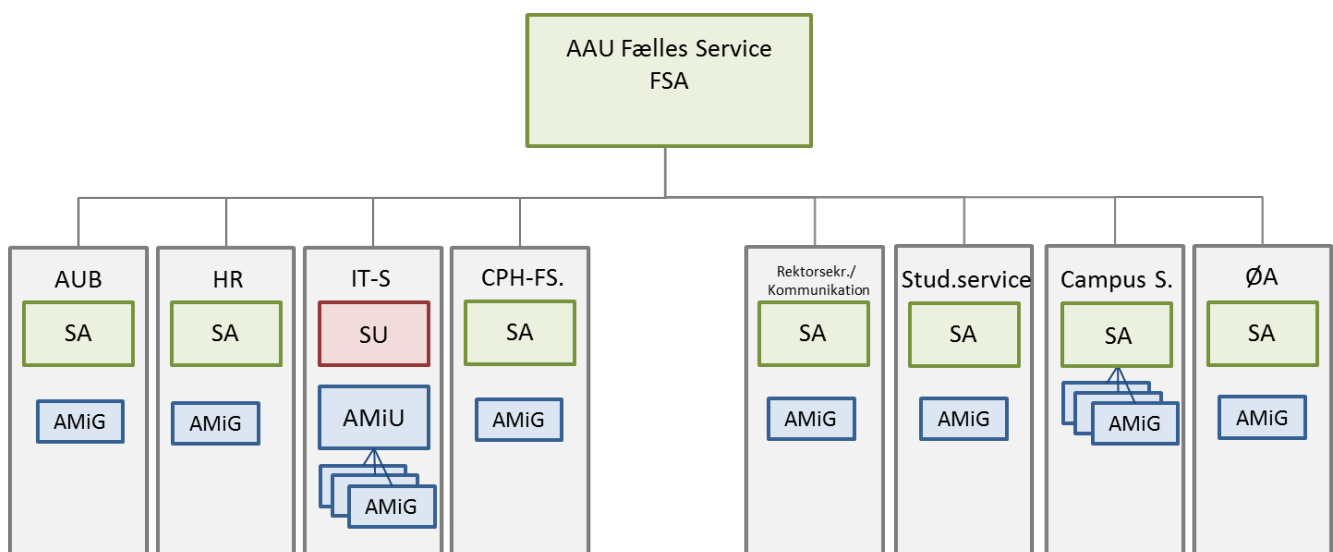 AAU Fælles Service
FSA
AUB
SA
AMiG
HR
SA
AMiG
IT-S
SU
AMiU
AMiG
CPH-FS.
SA
AMiG
Rektorsekr./
Kommunikation
SA
AMiG
Stud.service
SA
AMiG
Campus S.
SA
AMiG
ØA
SA
AMiG